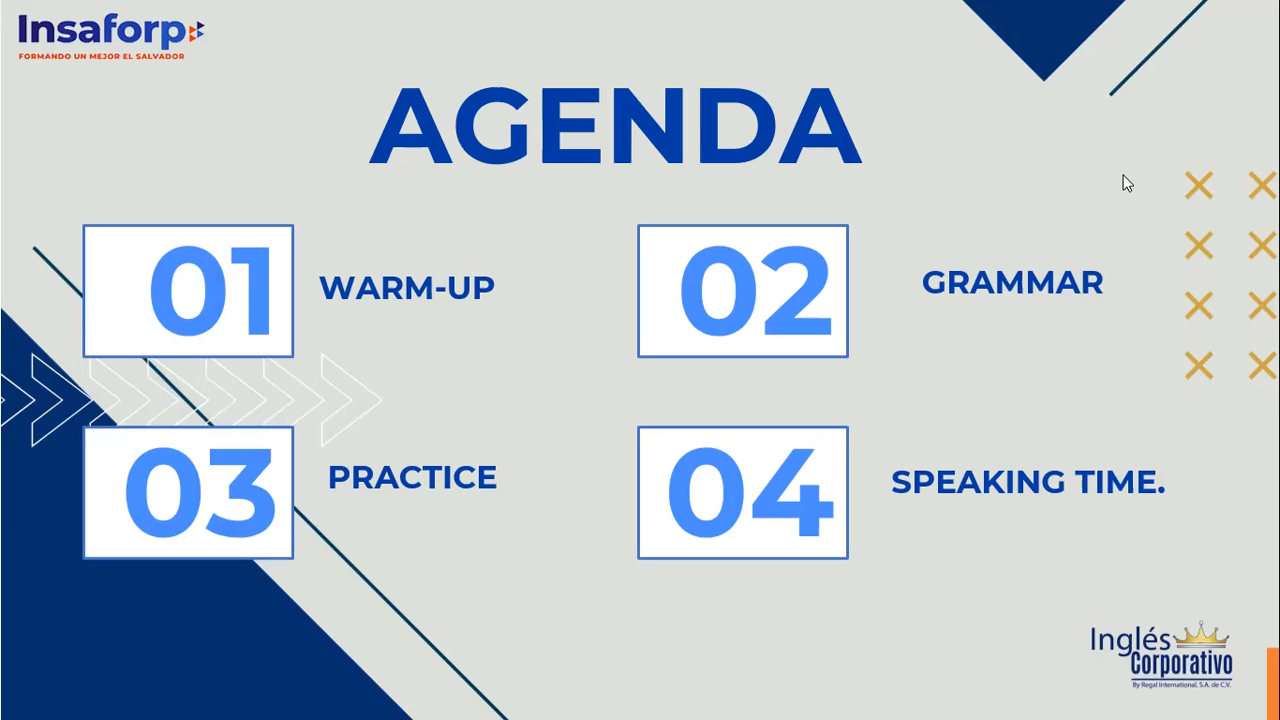 Insaforp
FORMANDO UN MEJOR EL SALVADOR
AGENDA
01
WARM-UP
02
GRAMMAR
03
PRACTICE
04
SPEAKING TIME.
Inglés
Corporativo
By Regal International, S.A. de C.V.